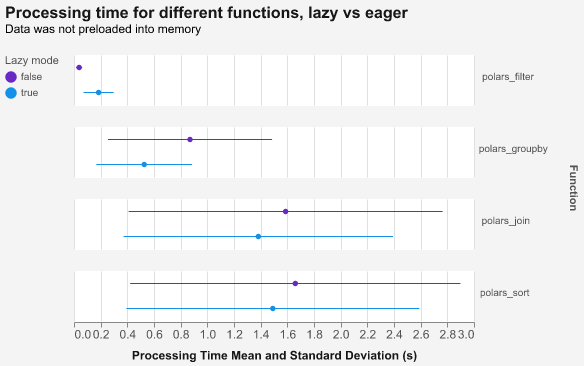 Processing time for different functions, lazy vs eager
Data was not preloaded into memory
Lazy mode
false
true
polars_filter
polars_groupby
polars_join
polars_sort
Function
0.0 0.2 0.4 0.6 0.8 1.0 1.2 1.4 1.6 1.8 2.0 2.2 2.4 2.6 2.8 3.0
Processing Time Mean and Standard Deviation (s)